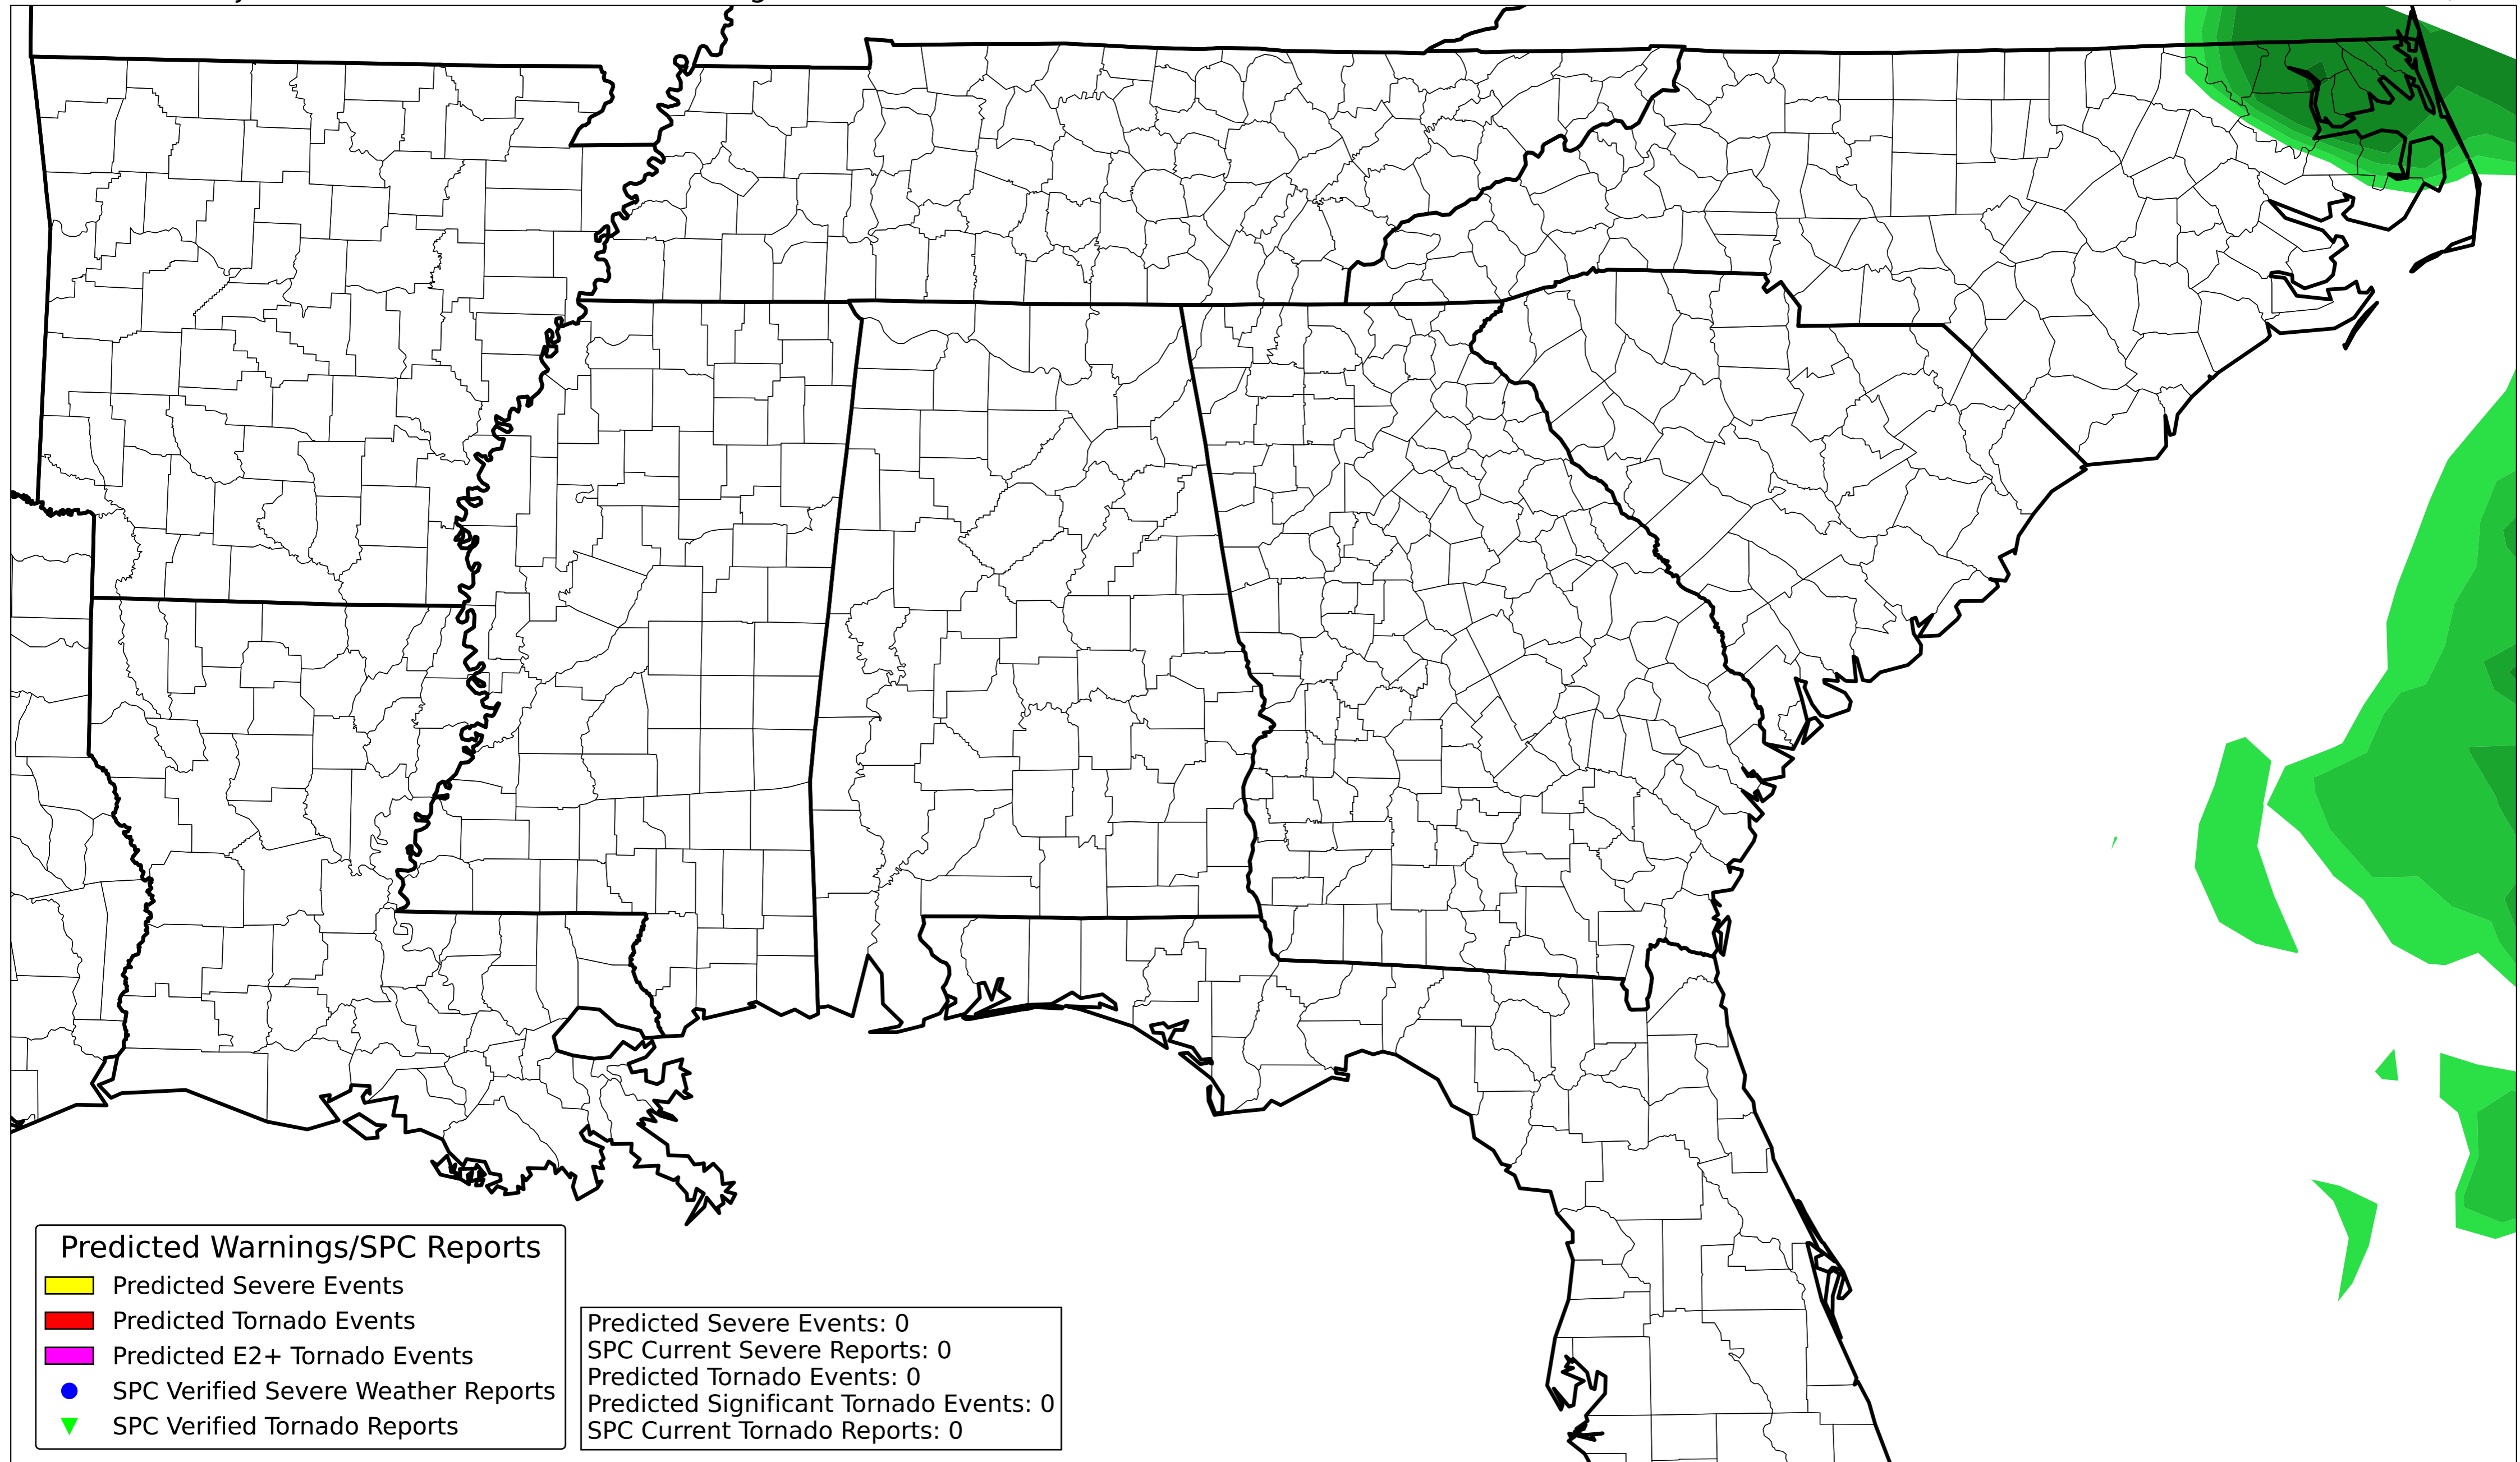 Predicted Warnings/SPC Reports
Predicted Severe Events
Predicted Tornado Events
Predicted E2+ Tornado Events
SPC Verified Severe Weather Reports
SPC Verified Tornado Reports
Predicted Severe Events: 0
SPC Current Severe Reports: 0
Predicted Tornado Events: 0
Predicted Significant Tornado Events: 0
SPC Current Tornado Reports: 0